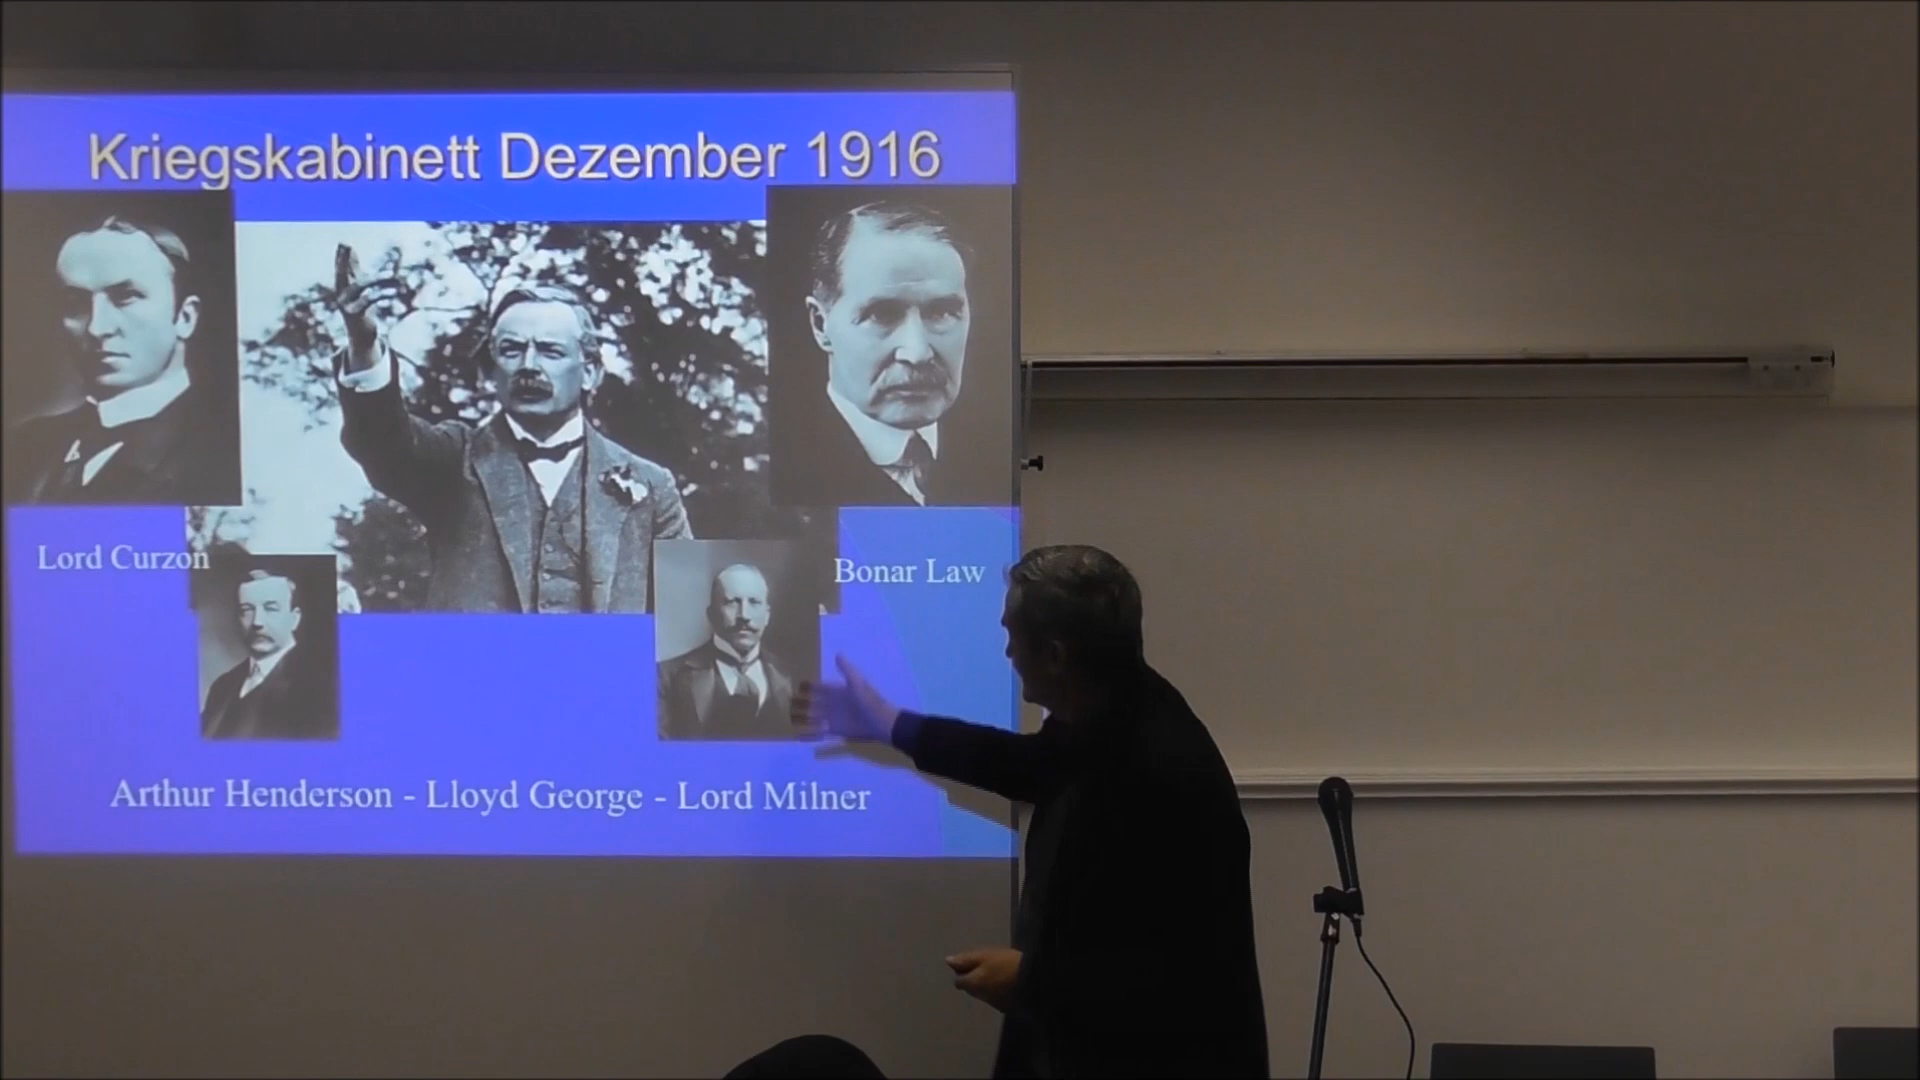 Kriegskabinett Dezember 1916
Lord Curzon
Bonar Law
Arthur Henderson - Lloyd George - Lord Milner